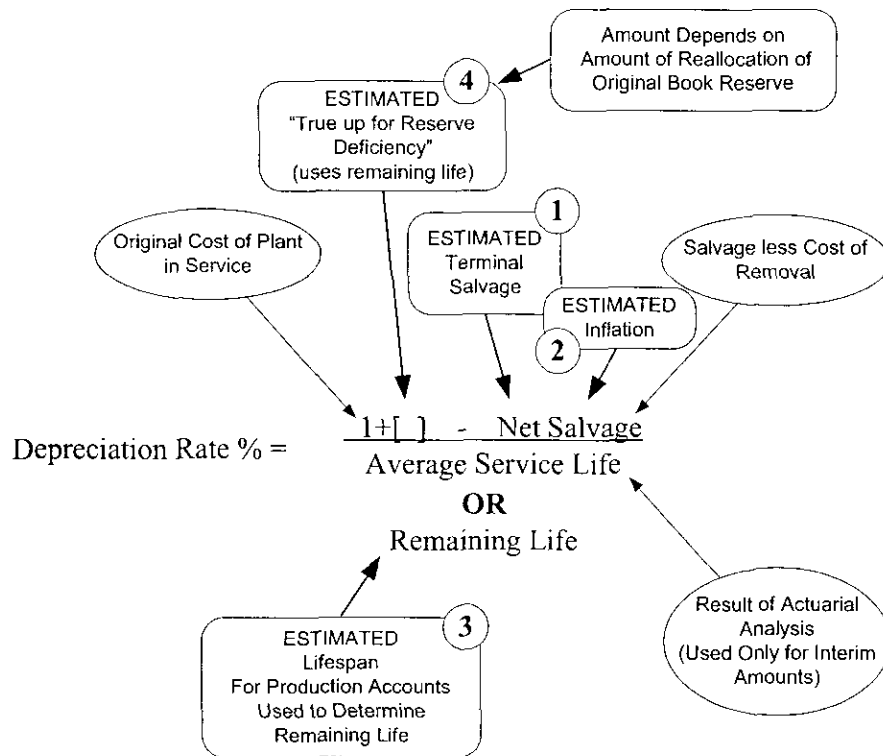 Amount Depends on
Amount of Reallocation of
Original Book Reserve
4
ESTIMATED
"True up for Reserve
Deficiency"
(uses remaining life)
1
ESTIMATED
Terminal
Salvage
Original Cost of Plant
in Service
Salvage less Cost of
Removal
ESTIMATED
Inflation
2
1+[ ] - Net Salvage
Depreciation Rate % =
Average Service Life
OR
Remaining Life
3
ESTIMATED
Lifespan
For Production Accounts
Used to Determine
Remaining Life
Result of Actuarial
Analysis
(Used Only for Interim
Amounts)